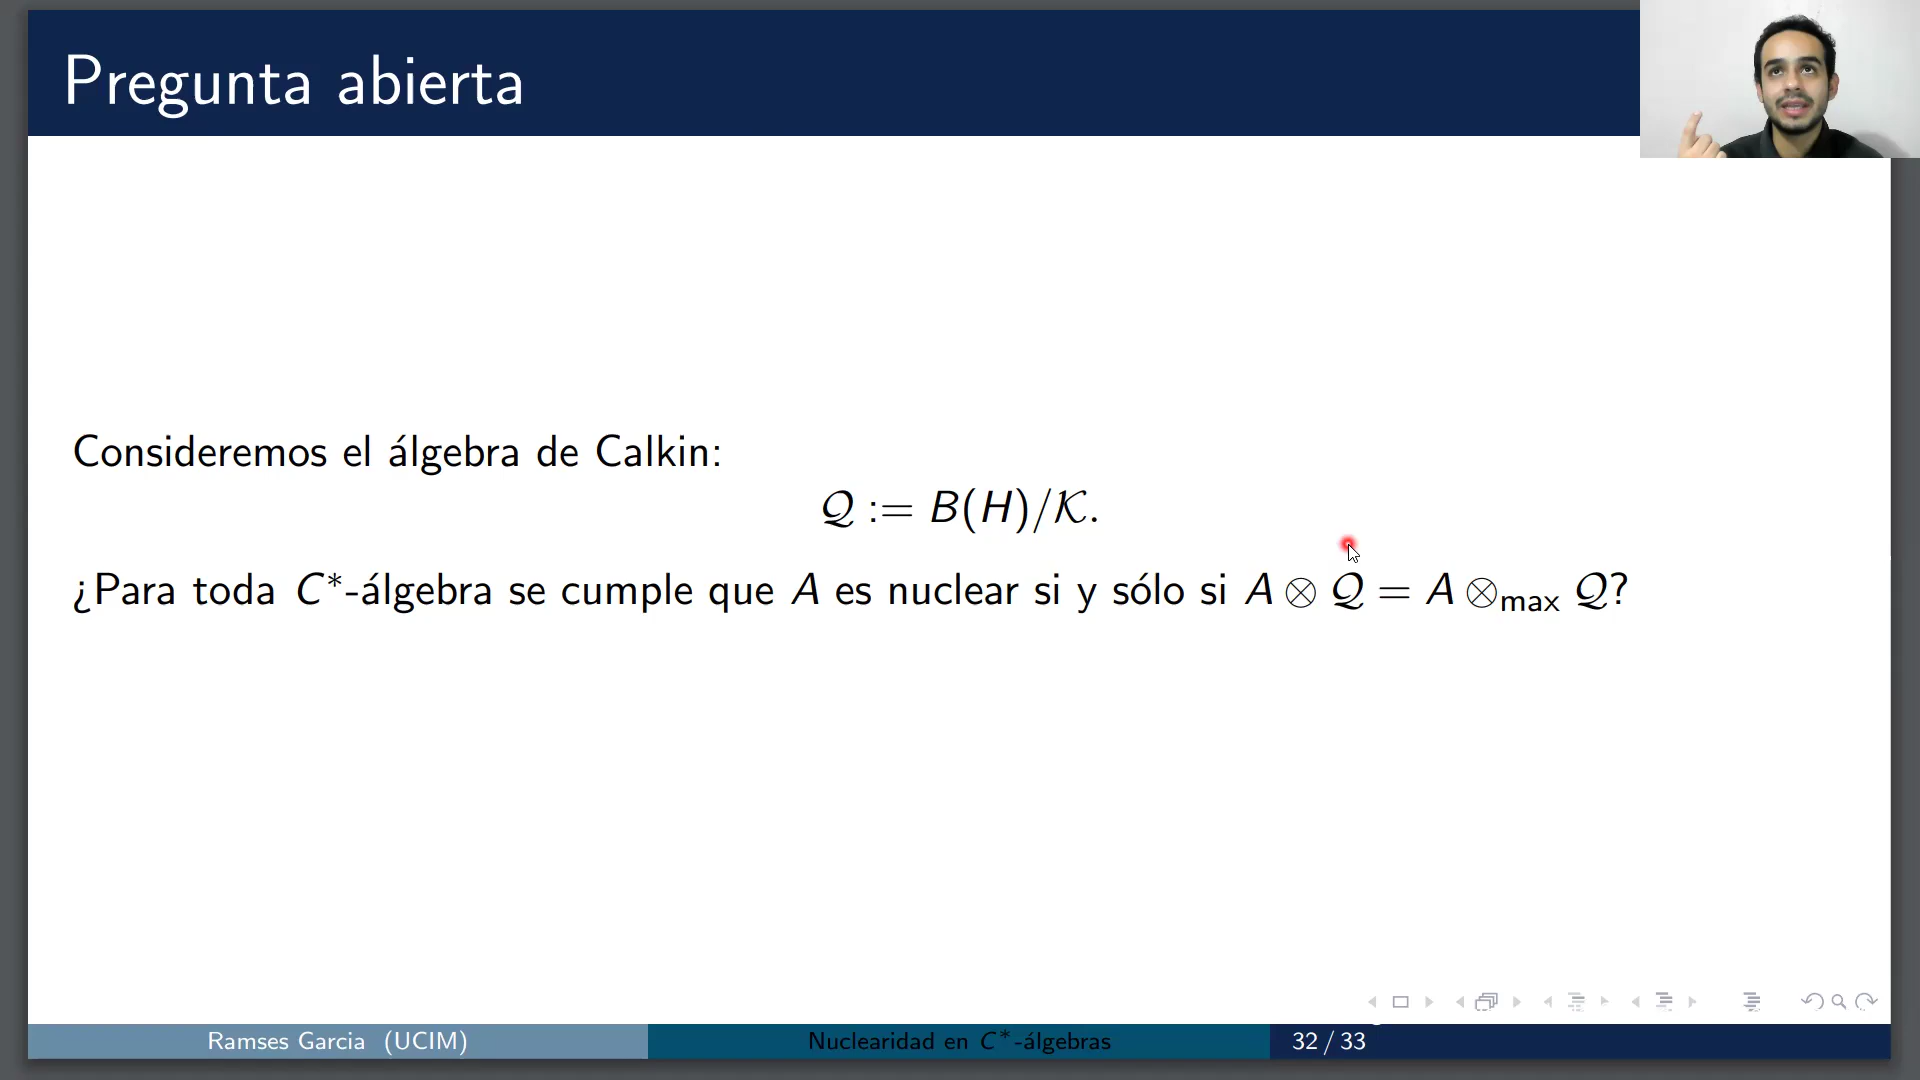 Pregunta abierta
Consideremos el álgebra de Calkin:
𝒬 := B(H)/𝒦.
¿Para toda C*-álgebra se cumple que A es nuclear si y sólo si A ⊗ 𝒬 = A ⊗max 𝒬?
Ramses Garcia (UCIM)
Nuclearidad en C*-álgebras
32 / 33